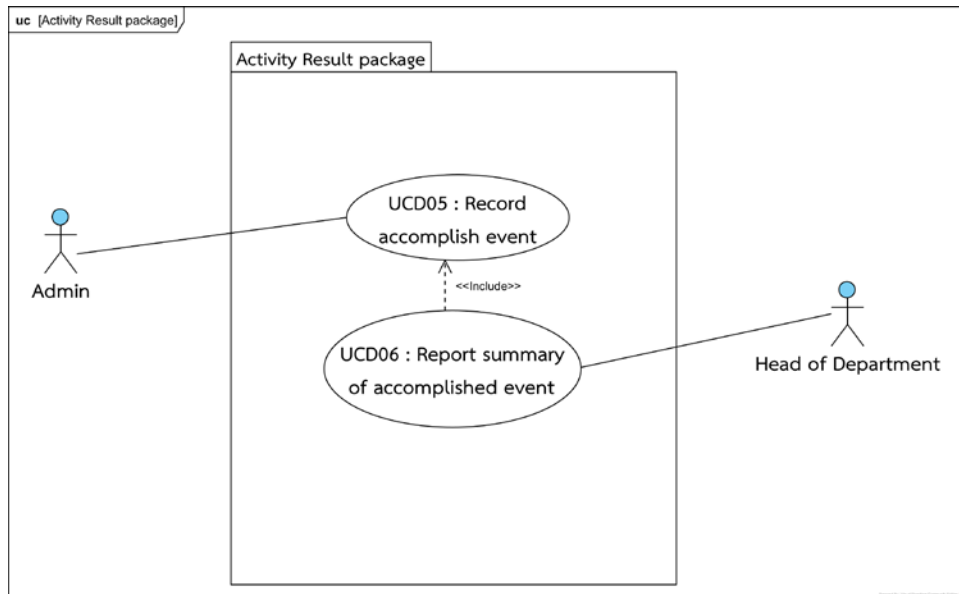 uc [Activity Result package]
Activity Result package
UCD05 : Record
accomplish event
Admin
<<Include>>
UCD06 : Report summary
of accomplished event
Head of Department